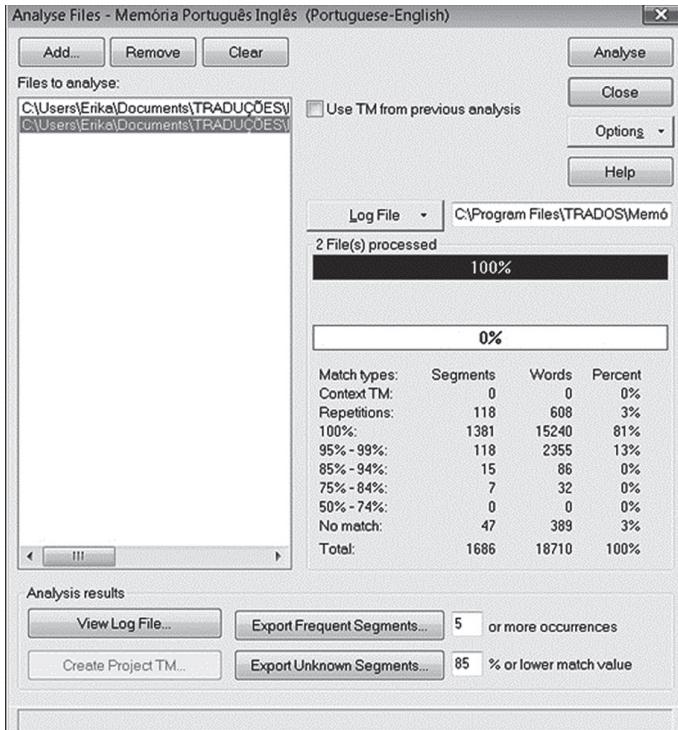 Analyse Files - Memória Português Inglês (Portuguese-English)
Add... Remove Clear Analyse
Files to analyse: Close
C:\Users\Erika\Documents\TRADUÇÕES\
C:\Users\Erika\Documents\TRADUÇÕES\
Use TM from previous analysis
Options
Help
Log File C:\Program Files\TRADOS\Memó
2 File(s) processed
100%
0%
Match types: Segments Words Percent
Context TM: 0 0 0%
Repetitions: 118 608 3%
100%: 1381 15240 81%
95% - 99%: 118 2355 13%
85% - 94%: 15 86 0%
75% - 84%: 7 32 0%
50% - 74%: 0 0 0%
No match: 47 389 3%
Total: 1686 18710 100%
Analysis results
View Log File... Export Frequent Segments... 5 or more occurrences
Create Project TM... Export Unknown Segments... 85 % or lower match value